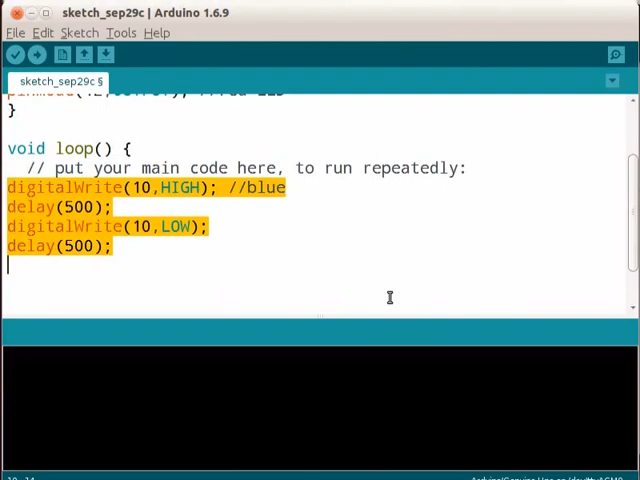 sketch_sep29c | Arduino 1.6.9
File Edit Sketch Tools Help
sketch_sep29c §
}
void loop() {
// put your main code here, to run repeatedly:
digitalWrite(10,HIGH); //blue
delay(500);
digitalWrite(10,LOW);
delay(500);